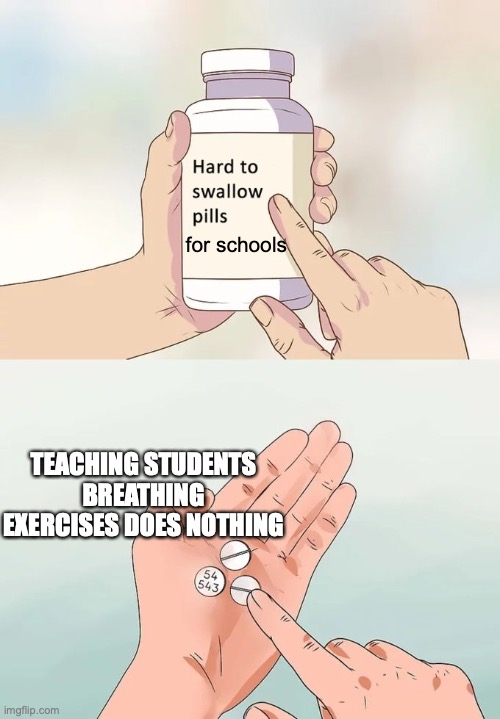 Hard to
swallow
pills
for schools
TEACHING STUDENTS
BREATHING
EXERCISES DOES NOTHING
54
543
imgflip.com